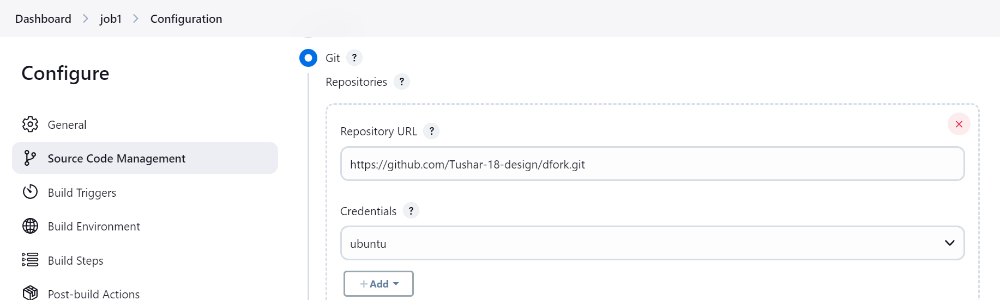 Dashboard > job1 > Configuration
Configure
General
Source Code Management
Build Triggers
Build Environment
Build Steps
Post-build Actions
Git ?
Repositories ?
Repository URL ?
https://github.com/Tushar-18-design/dfork.git
Credentials ?
ubuntu
+ Add